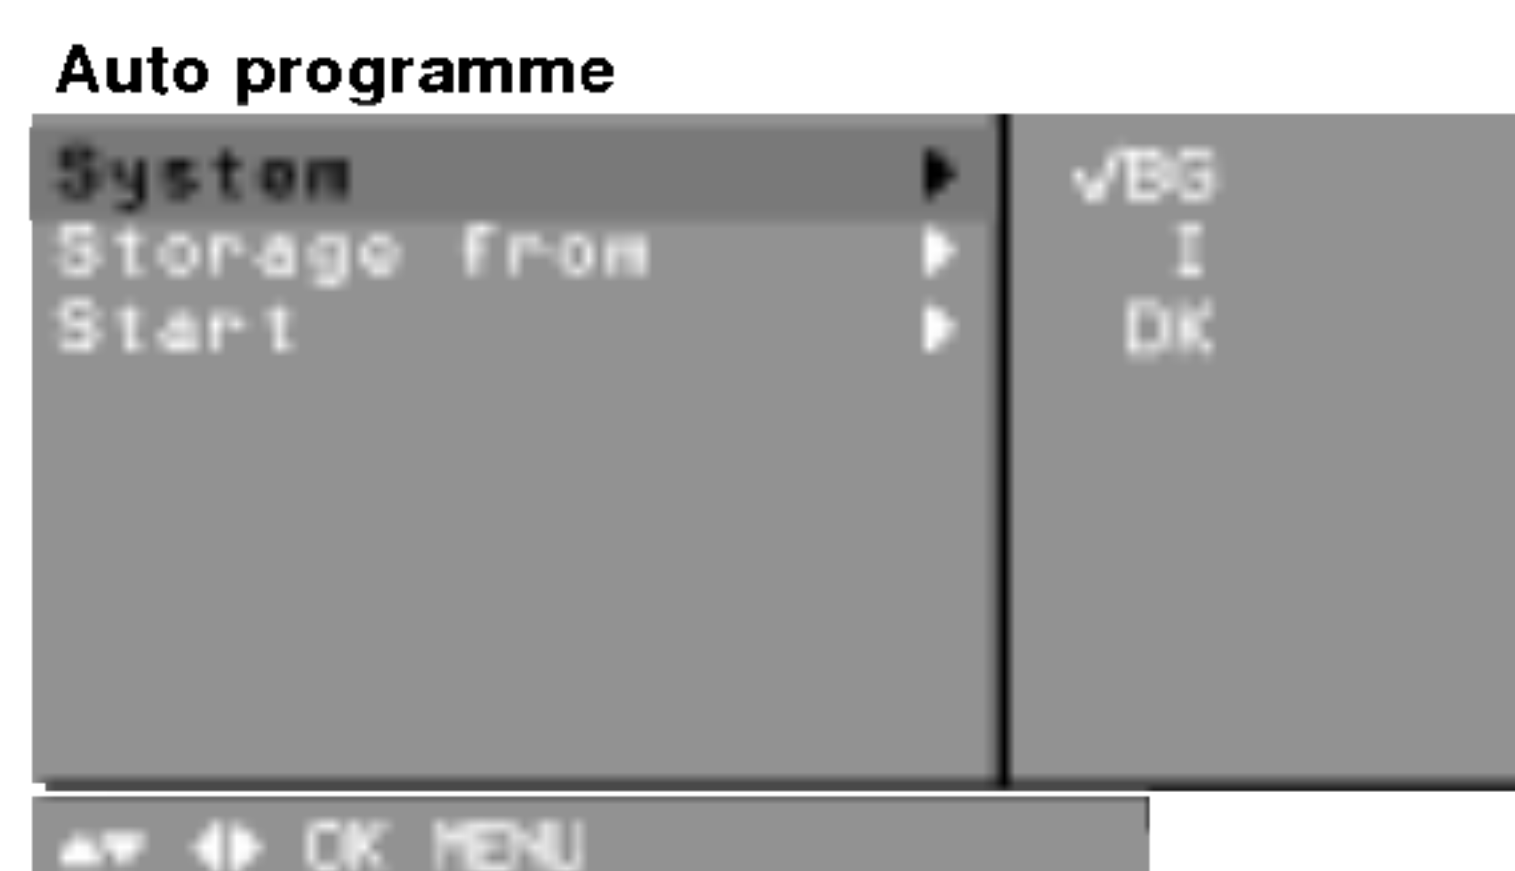 Auto programme
System ▶ ✓BG
Storage from ▶ I
Start ▶ DK
▲▼ ◀▶ OK MENU